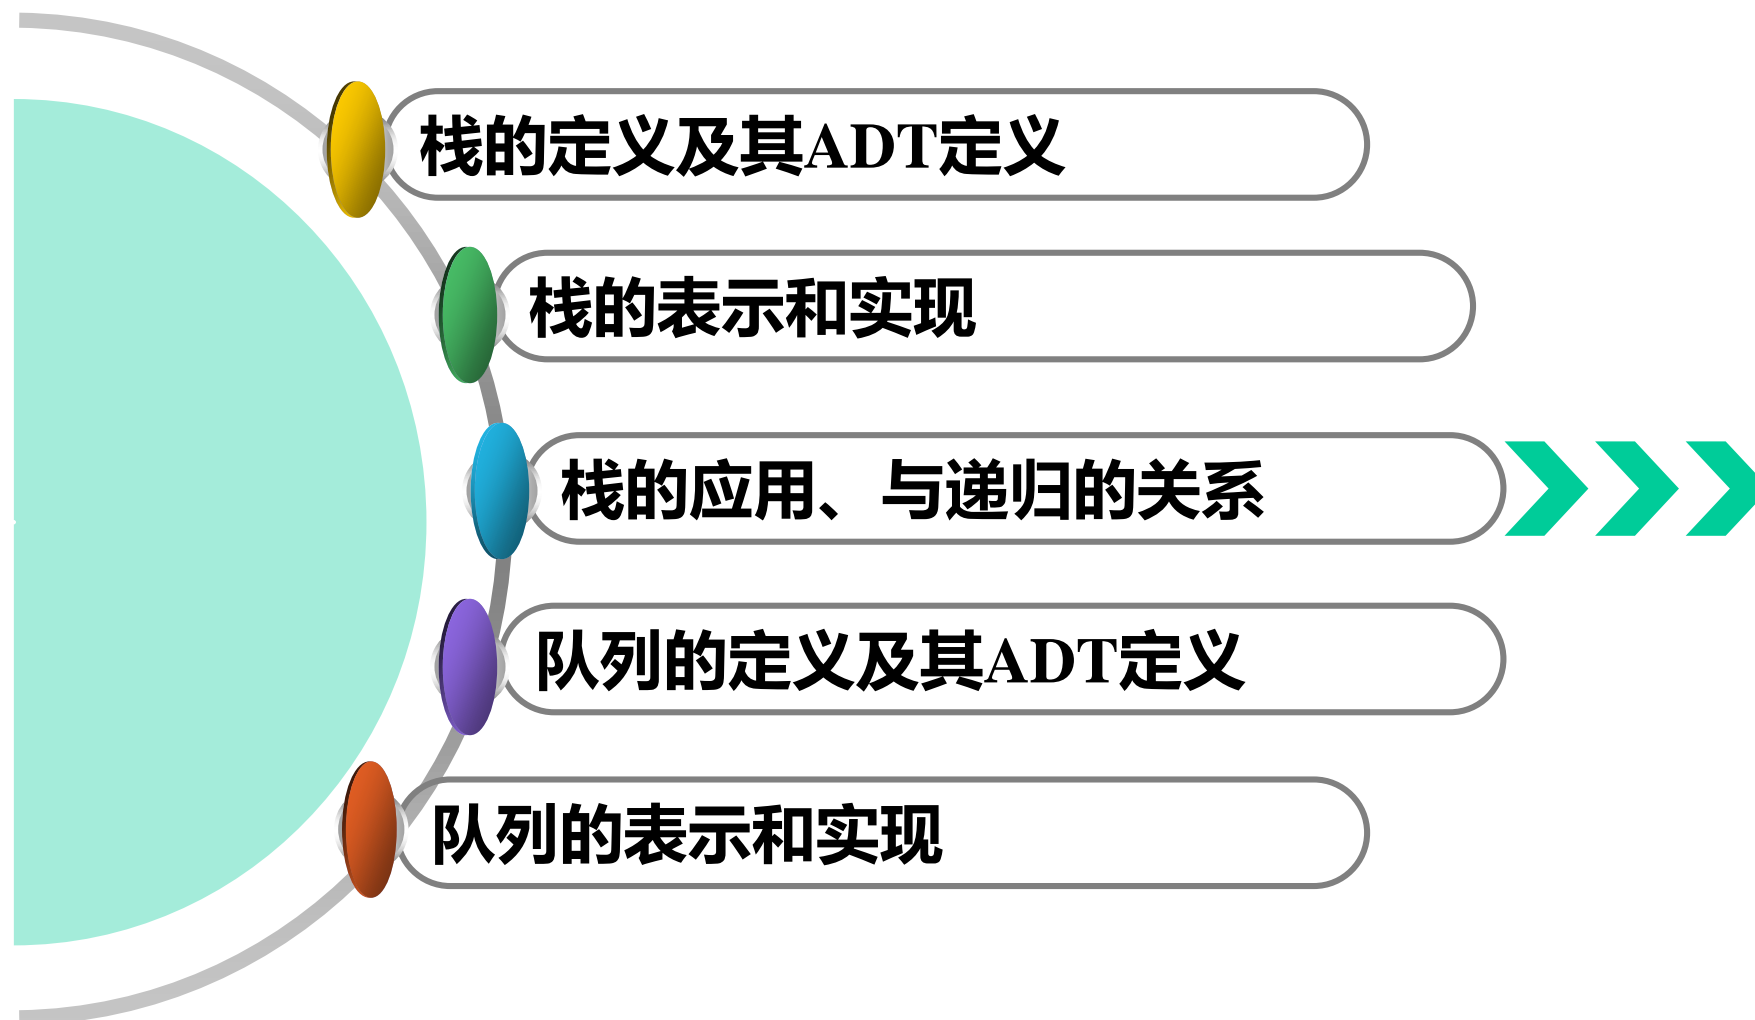 栈的定义及其ADT定义
栈的表示和实现
栈的应用、与递归的关系
队列的定义及其ADT定义
队列的表示和实现